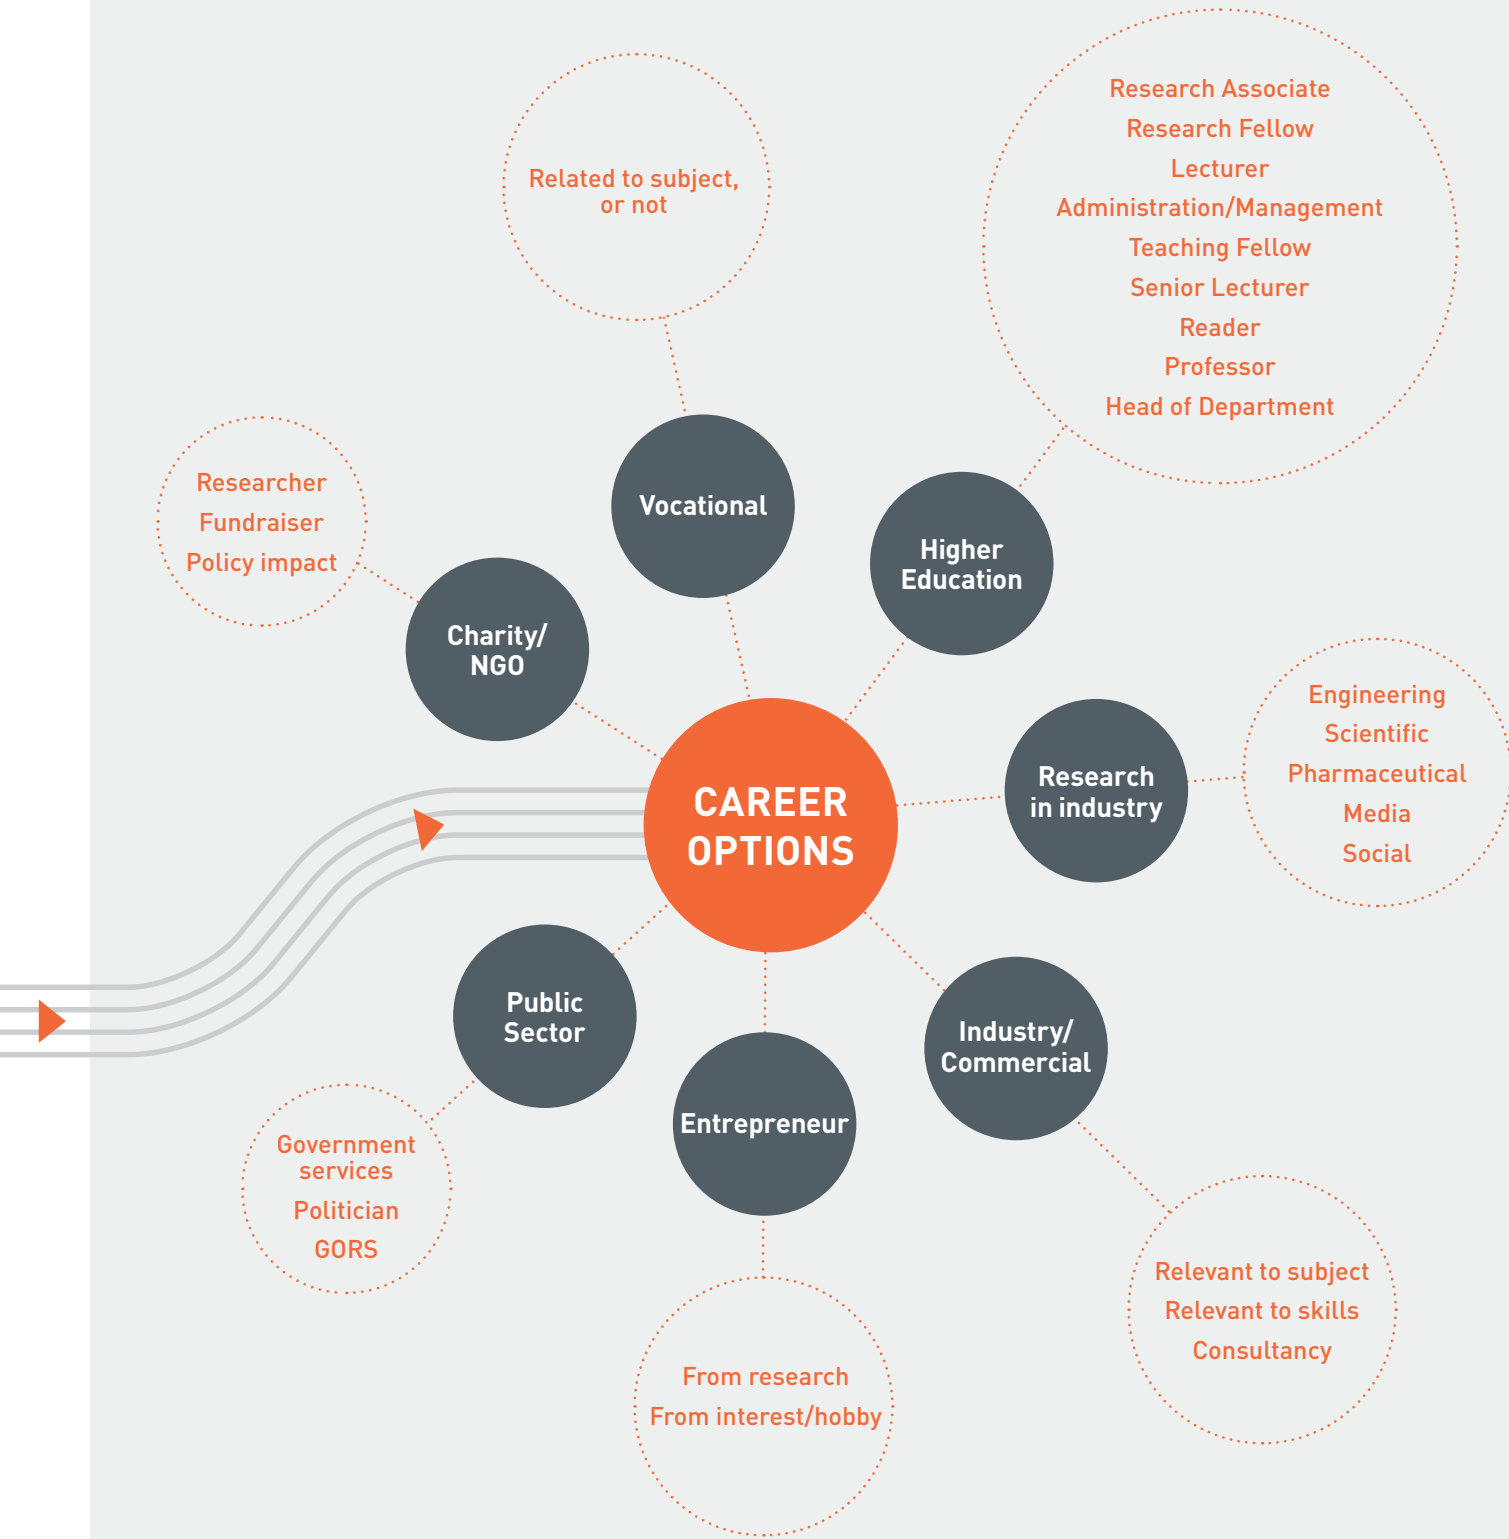 Research Associate
Research Fellow
Lecturer
Administration/Management
Teaching Fellow
Senior Lecturer
Reader
Professor
Head of Department
Related to subject,
or not
Researcher
Fundraiser
Policy impact
Vocational
Higher
Education
Charity/
NGO
Engineering
Scientific
Pharmaceutical
Media
Social
Research
in industry
CAREER
OPTIONS
Public
Sector
Industry/
Commercial
Entrepreneur
Government
services
Politician
GORS
Relevant to subject
Relevant to skills
Consultancy
From research
From interest/hobby